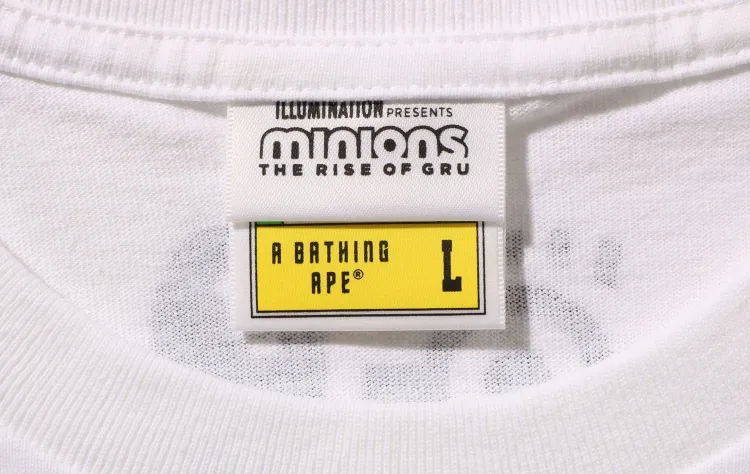 ILLUMINATION PRESENTS
minions
THE RISE OF GRU
A BATHING
APE®
L